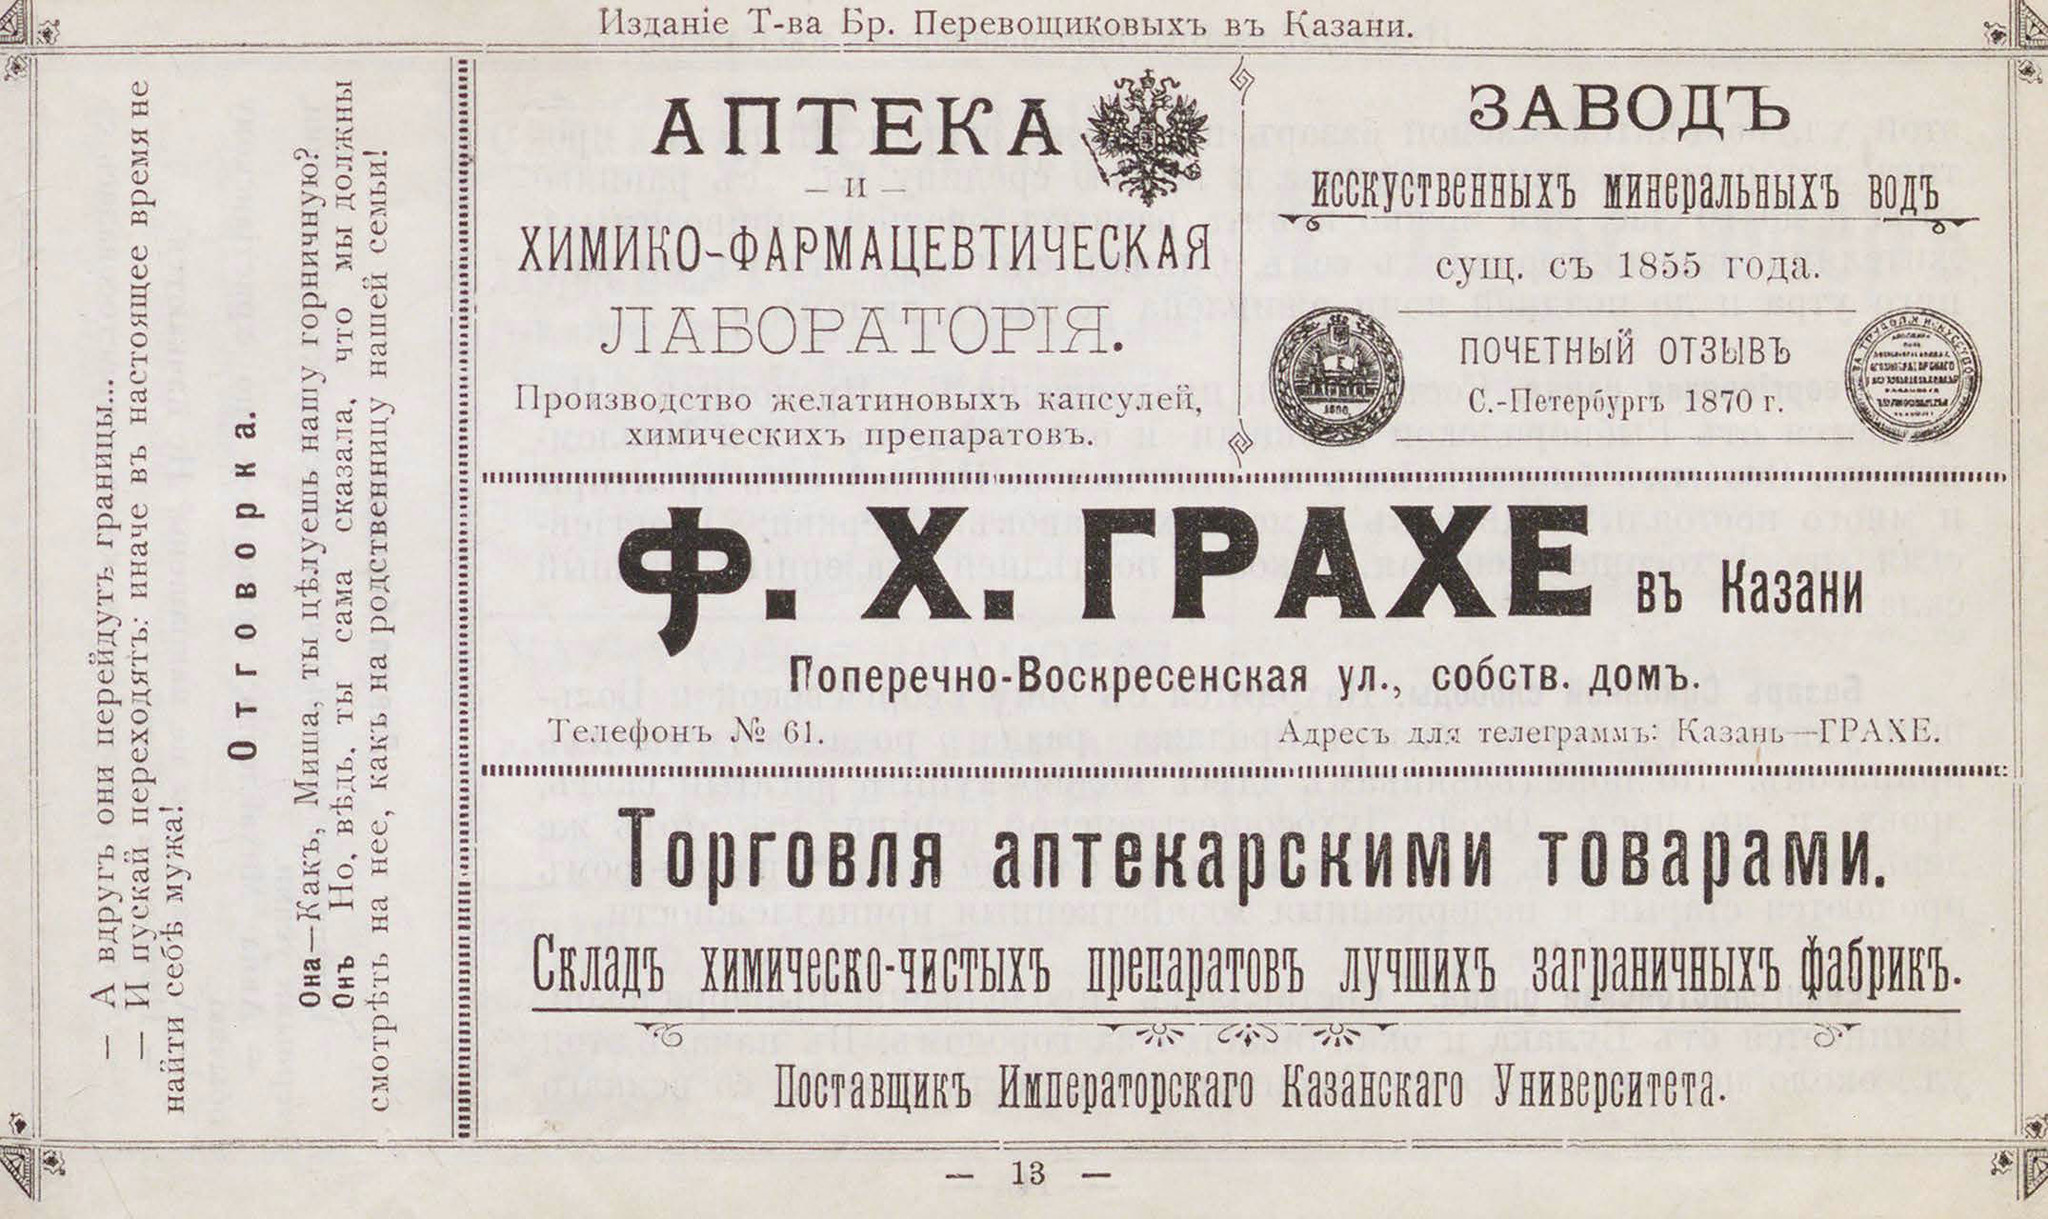 Изданіе Т-ва Бр. Перевощиковыхъ въ Казани.
— А вдругъ они перейдутъ границы...
— И пускай переходятъ: иначе въ настоящее время не
найти себѣ мужа!
Отговорка.
Она—Какъ, Миша, ты цѣлуешь нашу горничную?
Онъ Но, вѣдь, ты сама сказала, что мы должны
смотрѣть на нее, какъ на родственницу нашей семьи!
АПТЕКА
— и —
ХИМИКО-ФАРМАЦЕВТИЧЕСКАЯ
ЛАБОРАТОРІЯ.
Производство желатиновыхъ капсулей,
химическихъ препаратовъ.
ЗАВОДЪ
исскуственныхъ минеральныхъ водъ
сущ. съ 1855 года.
ПОЧЕТНЫЙ ОТЗЫВЪ
С.-Петербургъ 1870 г.
ЗА ТРУДОЛ. И ИСКУССТВО
Ф. Х. ГРАХЕ въ Казани
Поперечно-Воскресенская ул., собств. домъ.
Телефонъ № 61.
Адресъ для телеграммъ: Казань—ГРАХЕ.
Торговля аптекарскими товарами.
Складъ химическо-чистыхъ препаратовъ лучшихъ заграничныхъ фабрикъ.
Поставщикъ Императорскаго Казанскаго Университета.
— 13 —